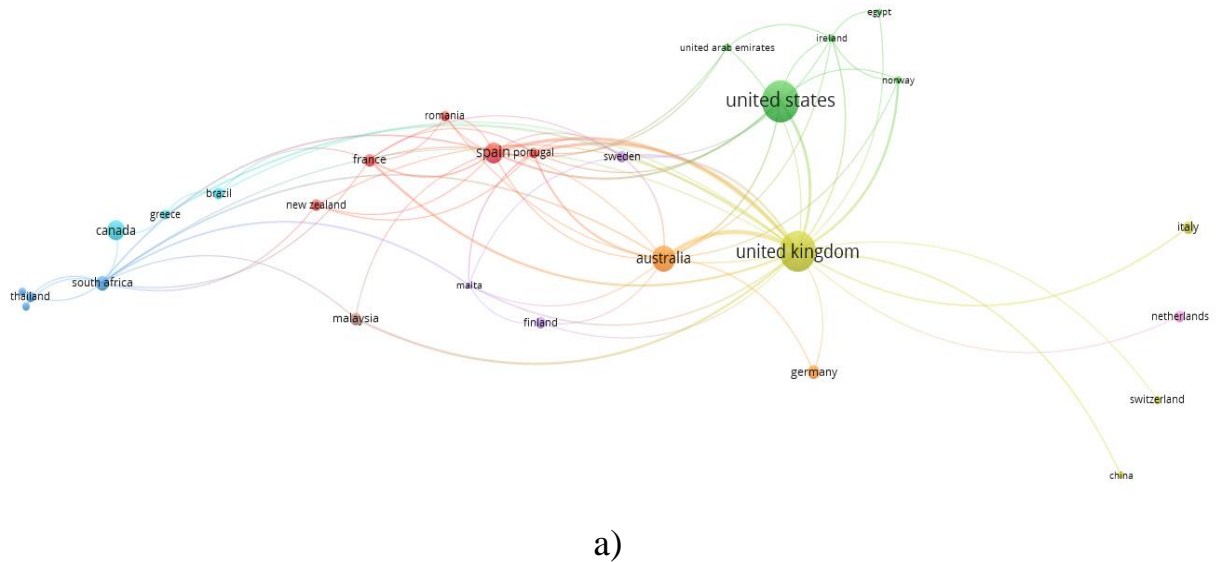 egypt
ireland
united arab emirates
norway
united states
romania
spain
portugal
sweden
france
brazil
new zealand
greece
canada
italy
united kingdom
australia
south africa
malta
thailand
malaysia
finland
netherlands
germany
switzerland
china
a)